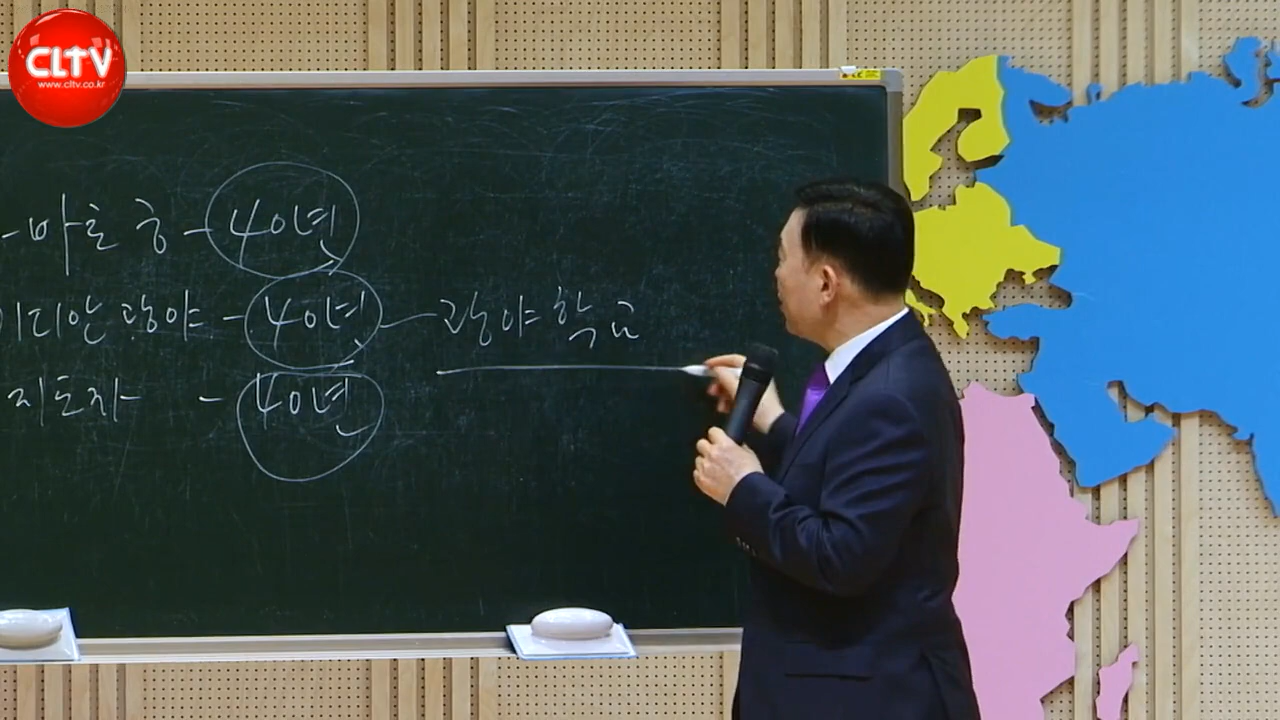 CLTV
www.cltv.co.kr
- 바로 궁 - 40년
미디안 광야 - 40년 - 광야학교
지도자 - 40년